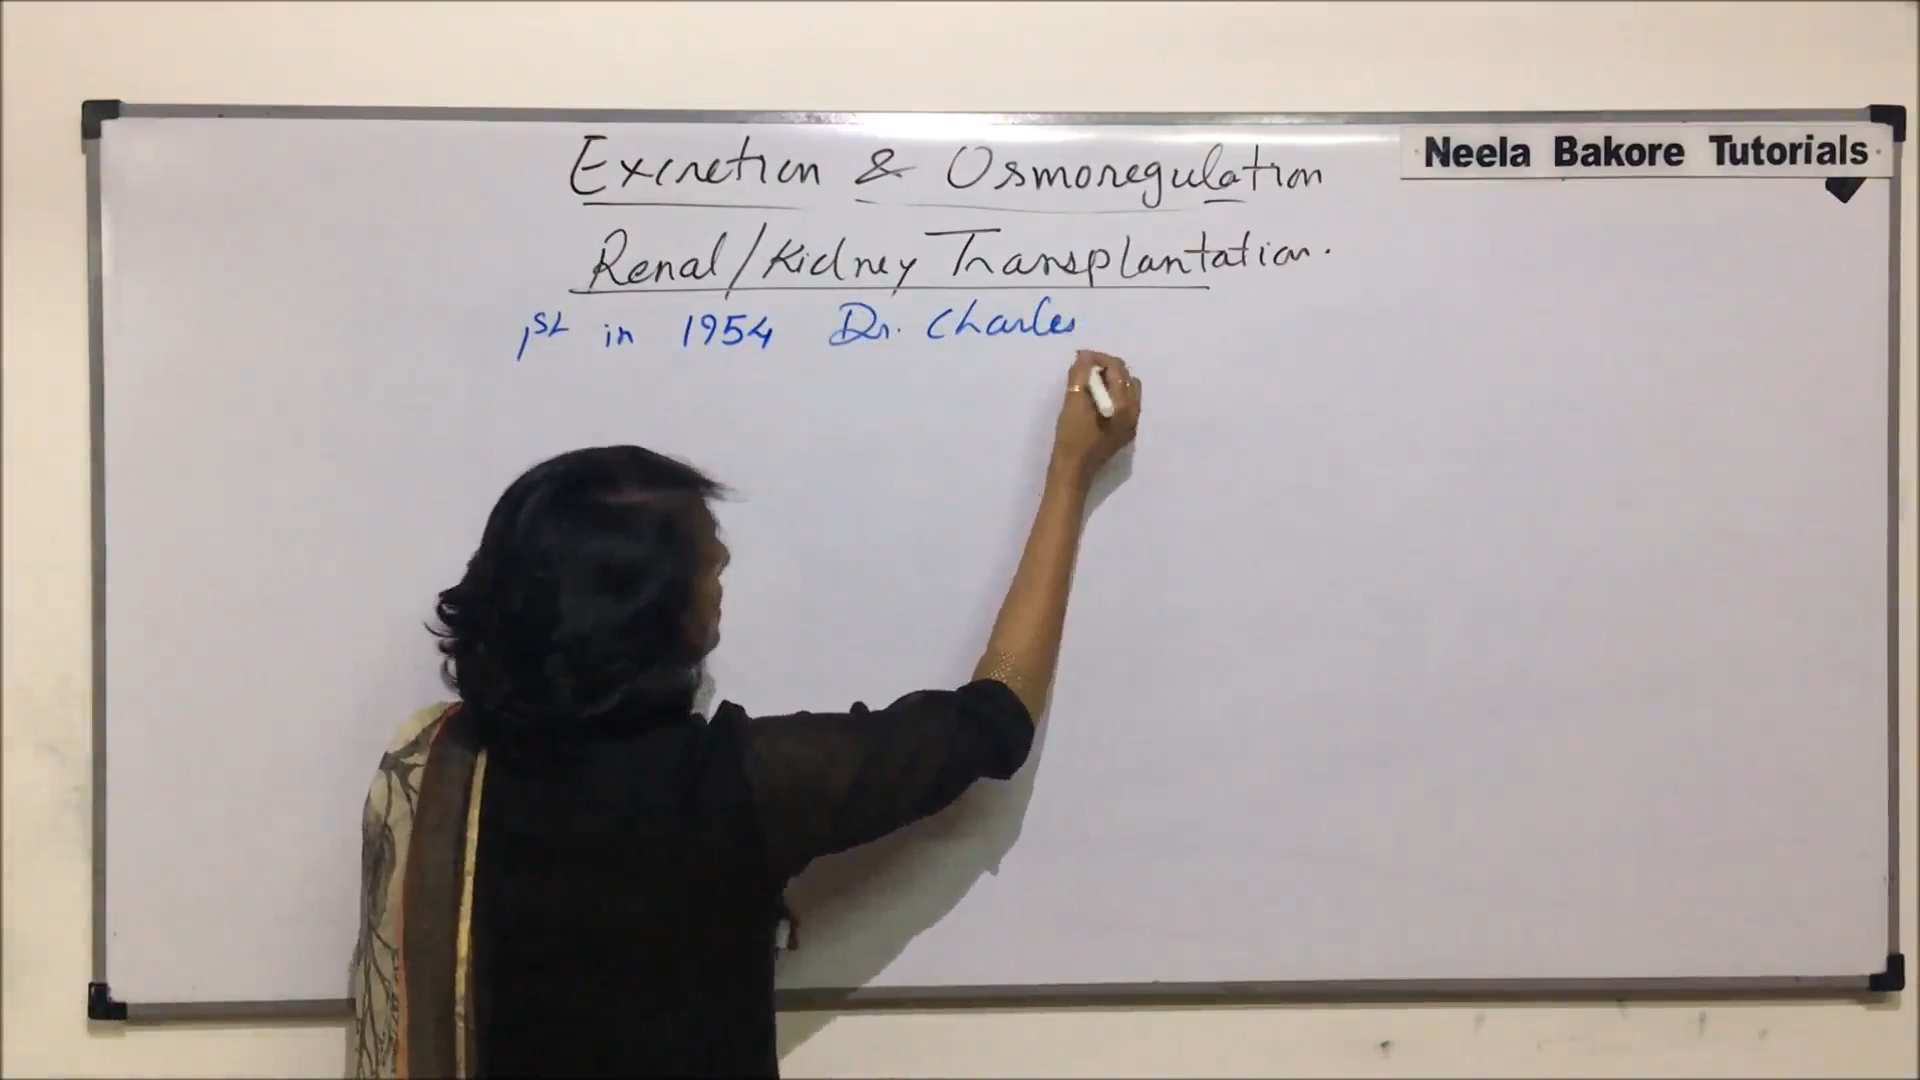 Neela Bakore Tutorials
Excretion & Osmoregulation
Renal/Kidney Transplantation.
1st in 1954 Dr. Charles